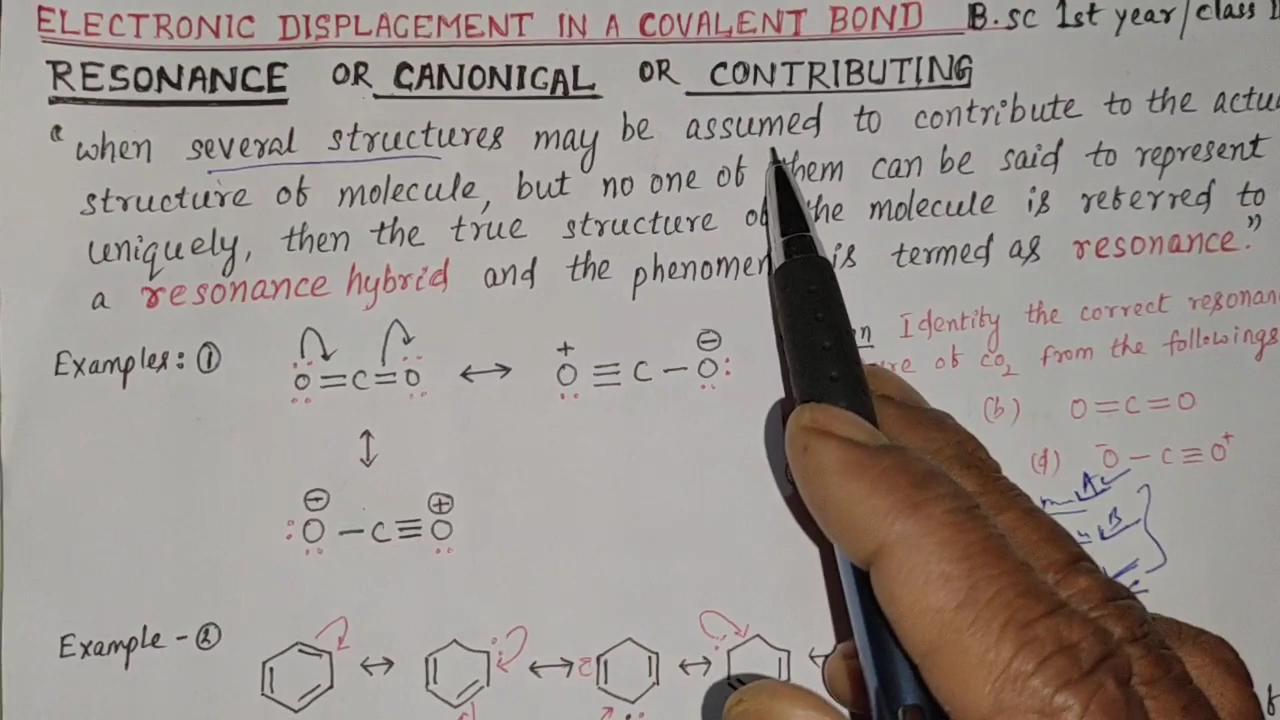 ELECTRONIC DISPLACEMENT IN A COVALENT BOND B.sc 1st year/class
RESONANCE OR CANONICAL OR CONTRIBUTING
"when several structures may be assumed to contribute to the actu
structure of molecule, but no one of them can be said to represent
uniquely, then the true structure of the molecule is referred to
a resonance hybrid and the phenomen is termed as resonance."
Identity the correct resonan
Examples: ① O=C=O ↔ O⁺≡C-O⊖:
of CO₂ from the followings
(b) O=C=O
↕
(d) ⁻O-C≡O⁺
A
B
:O⊖-C≡O⊕
Example-② ↔ ↔ ↔